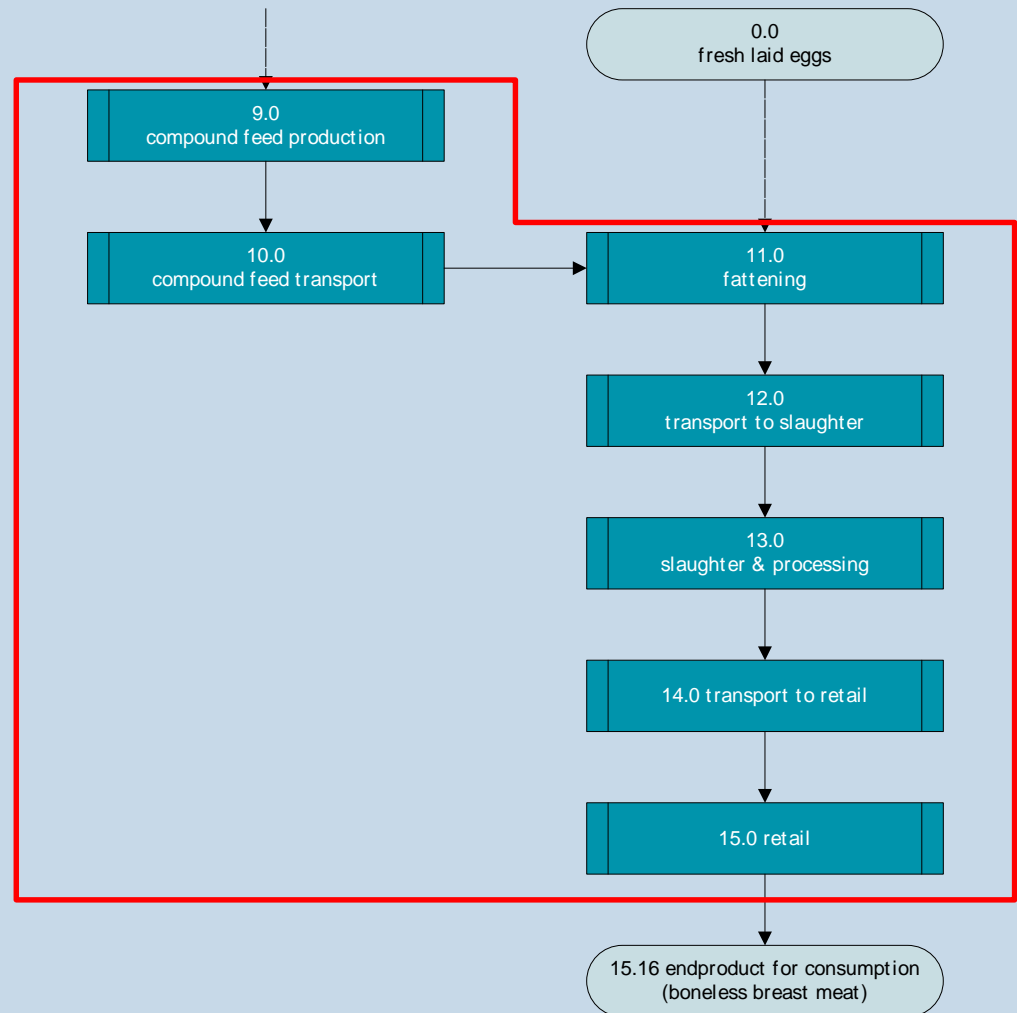 0.0
fresh laid eggs
9.0
compound feed production
10.0
compound feed transport
11.0
fattening
12.0
transport to slaughter
13.0
slaughter & processing
14.0 transport to retail
15.0 retail
15.16 endproduct for consumption
(boneless breast meat)